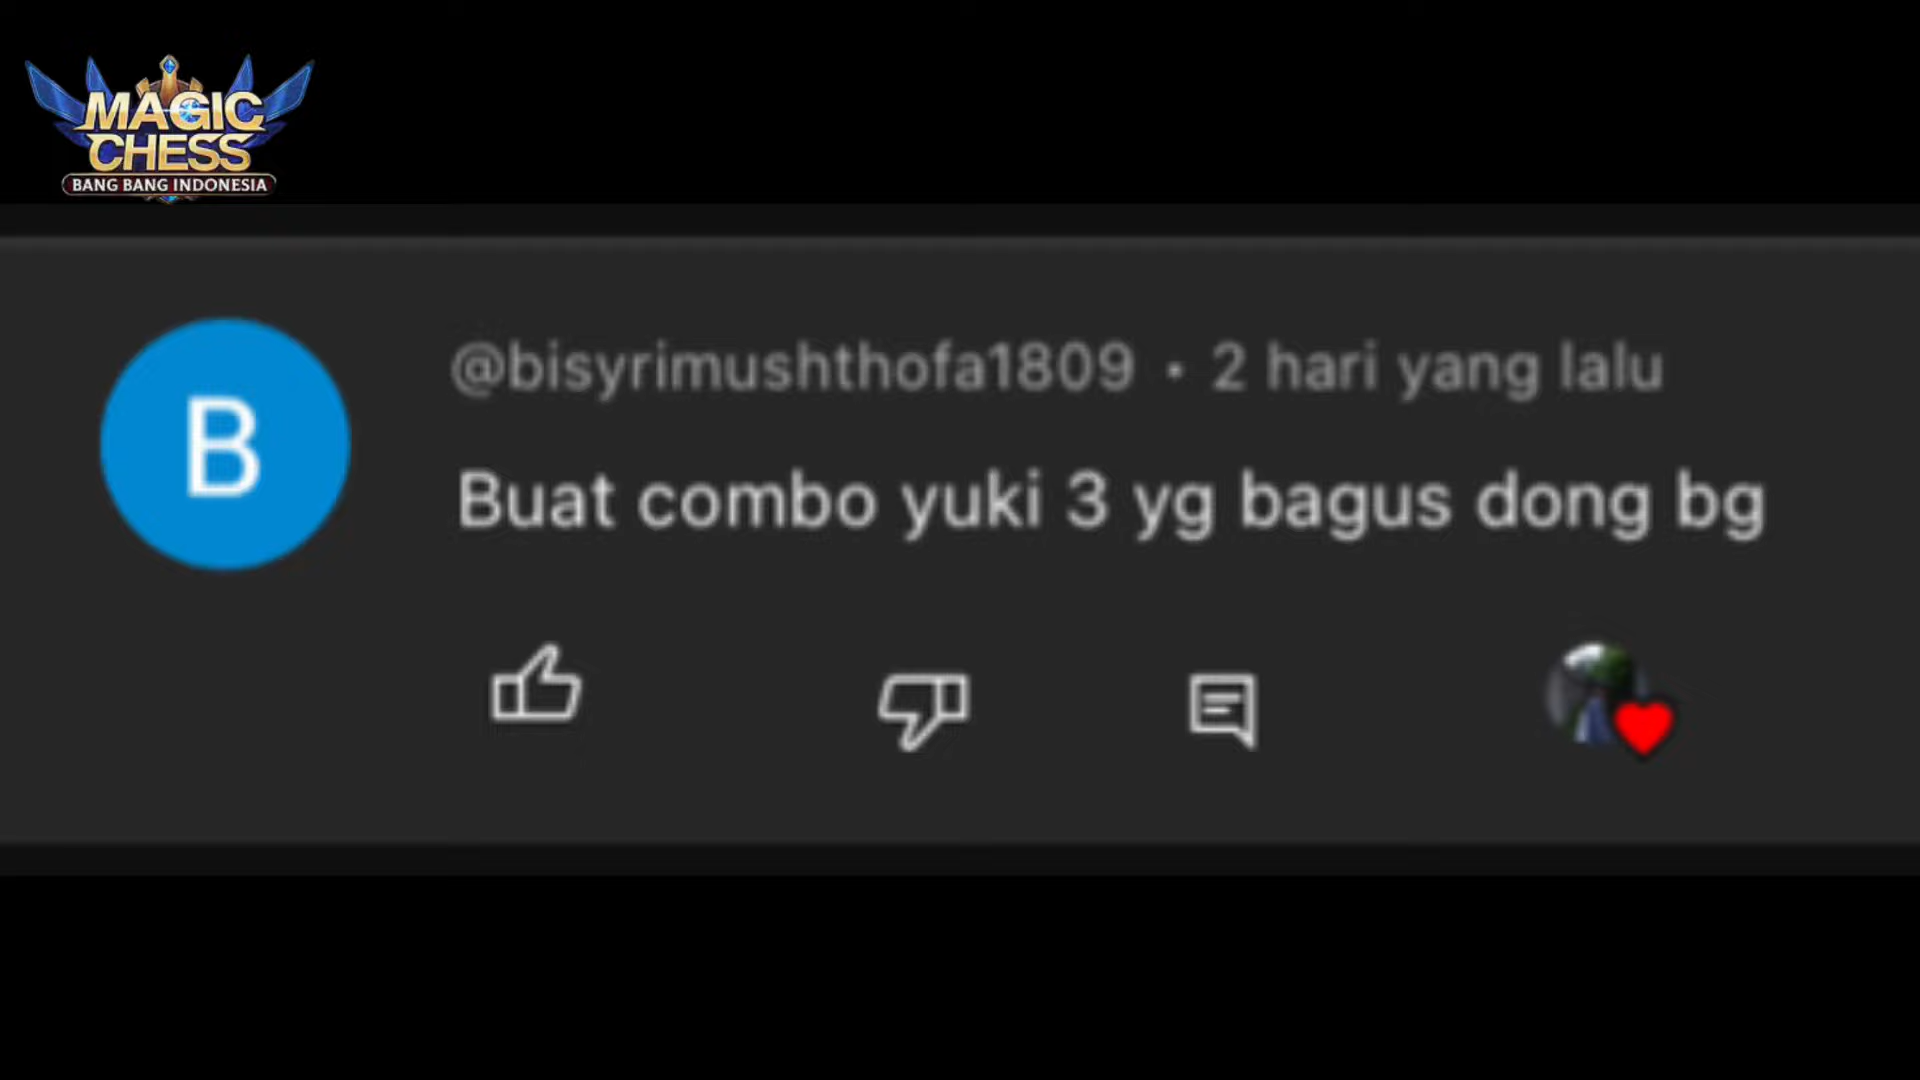 MAGIC
CHESS
BANG BANG INDONESIA
@bisyrimushthofa1809 • 2 hari yang lalu
B
Buat combo yuki 3 yg bagus dong bg